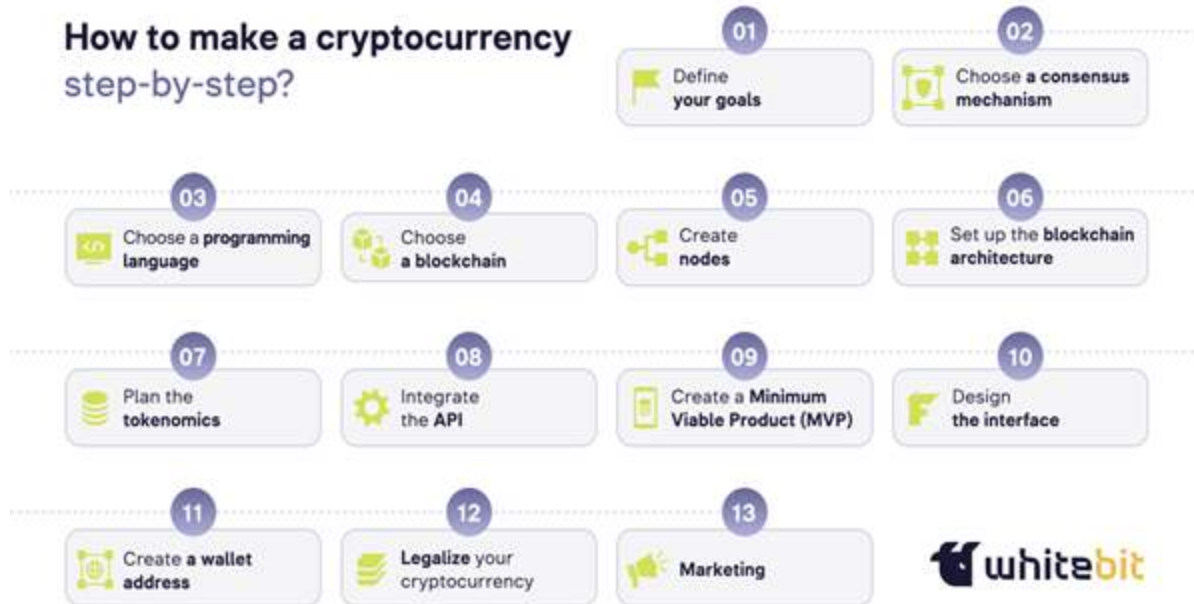 How to make a cryptocurrency
step-by-step?
01
Define
your goals
02
Choose a consensus
mechanism
03
Choose a programming
language
04
Choose
a blockchain
05
Create
nodes
06
Set up the blockchain
architecture
07
Plan the
tokenomics
08
Integrate
the API
09
Create a Minimum
Viable Product (MVP)
10
Design
the interface
11
Create a wallet
address
12
Legalize your
cryptocurrency
13
Marketing
whitebit